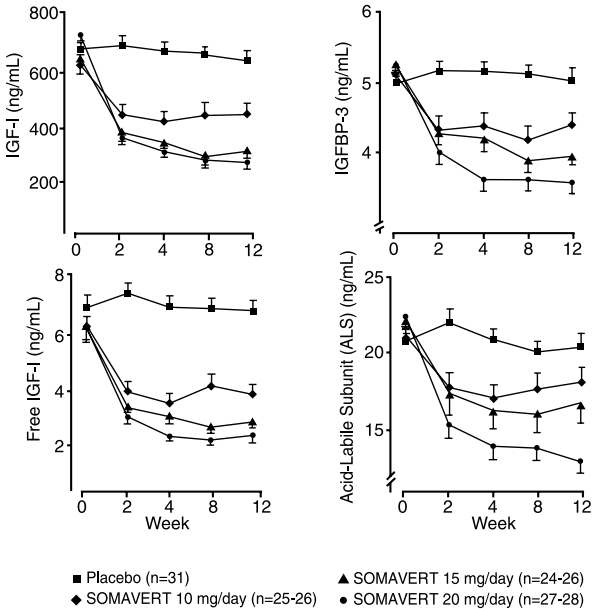 800
600
400
200
IGF-I (ng/mL)
0 2 4 8 12
6
5
4
IGFBP-3 (ng/mL)
0 2 4 8 12
8
6
4
2
Free IGF-I (ng/mL)
0 2 4 8 12
Week
25
20
15
Acid-Labile Subunit (ALS) (ng/mL)
0 2 4 8 12
Week
Placebo (n=31)
SOMAVERT 10 mg/day (n=25-26)
SOMAVERT 15 mg/day (n=24-26)
SOMAVERT 20 mg/day (n=27-28)